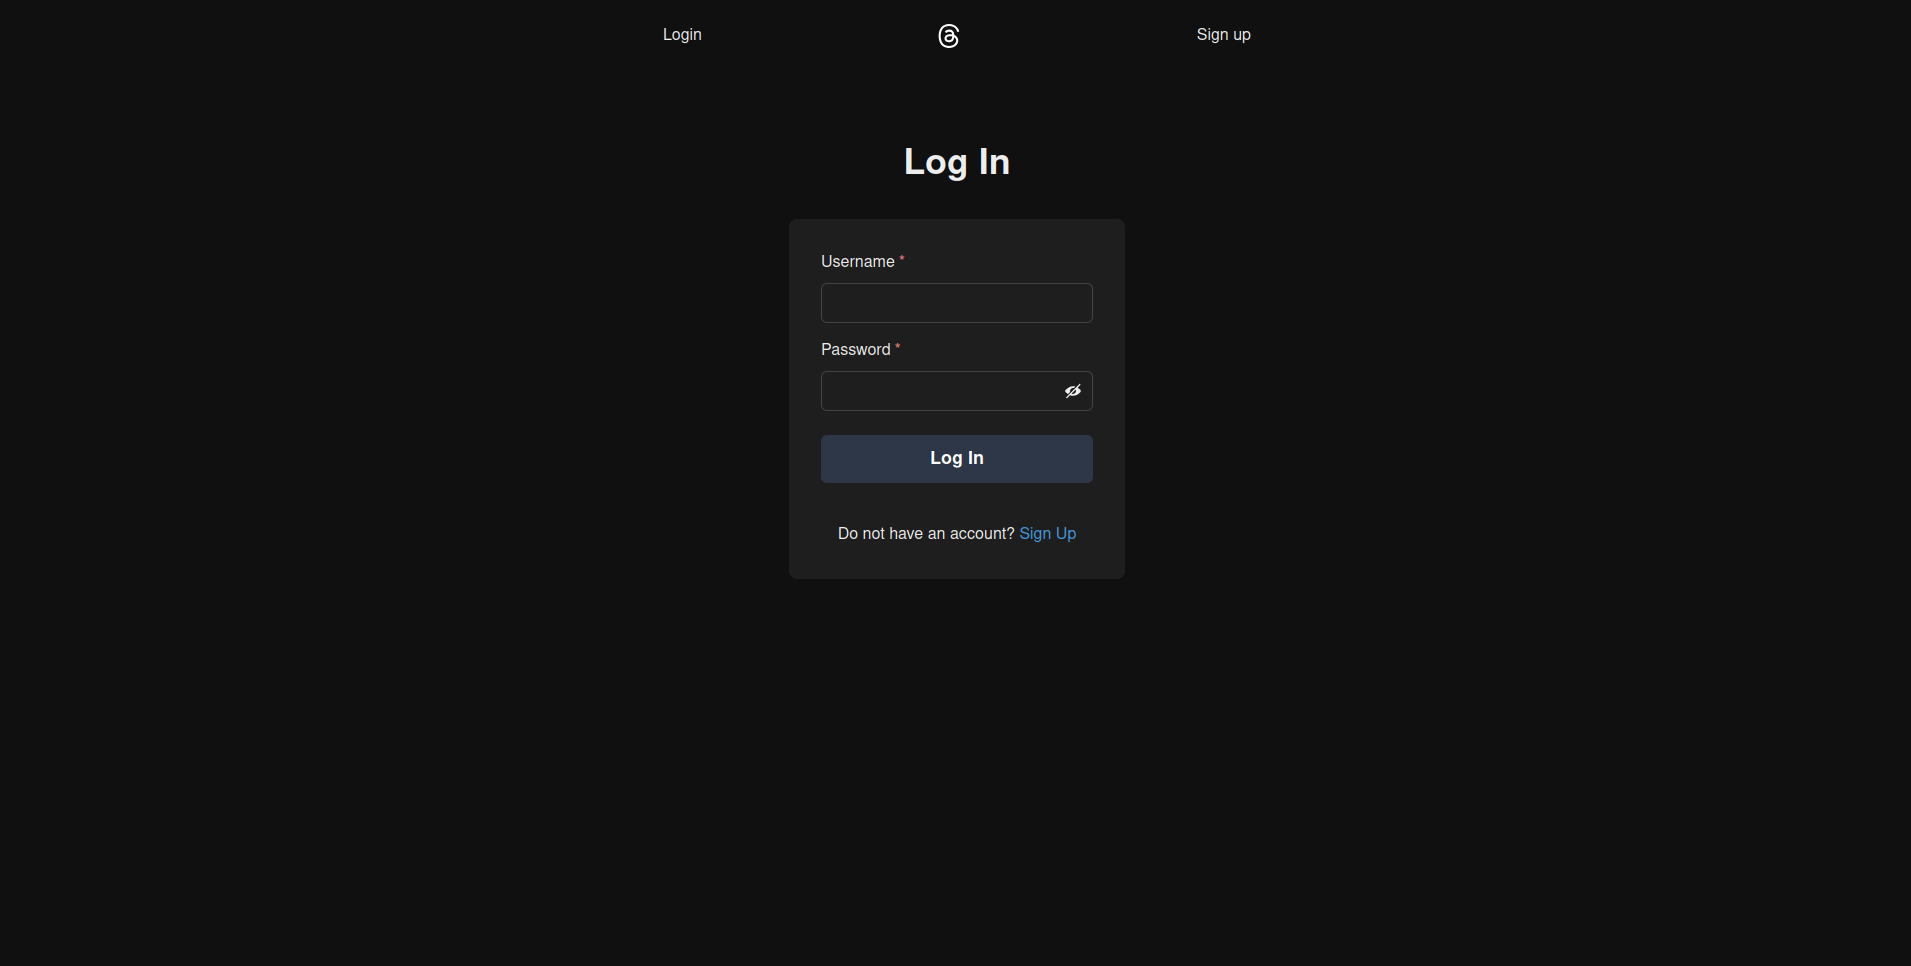 Login Sign up
Log In
Username *
Password *
Log In
Do not have an account? Sign Up